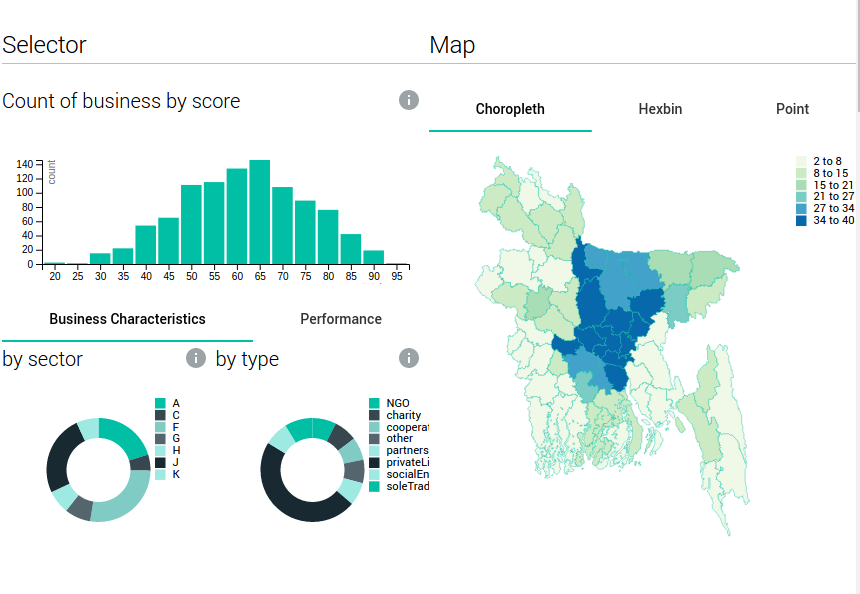 Selector
Map
Count of business by score
i
Choropleth
Hexbin
Point
count
140
120
100
80
60
40
20
0
20 25 30 35 40 45 50 55 60 65 70 75 80 85 90 95
2 to 8
8 to 15
15 to 21
21 to 27
27 to 34
34 to 40
Business Characteristics
Performance
by sector
i
by type
i
A
C
F
G
H
J
K
NGO
charity
cooperat
other
partners
privateLi
socialEn
soleTrad